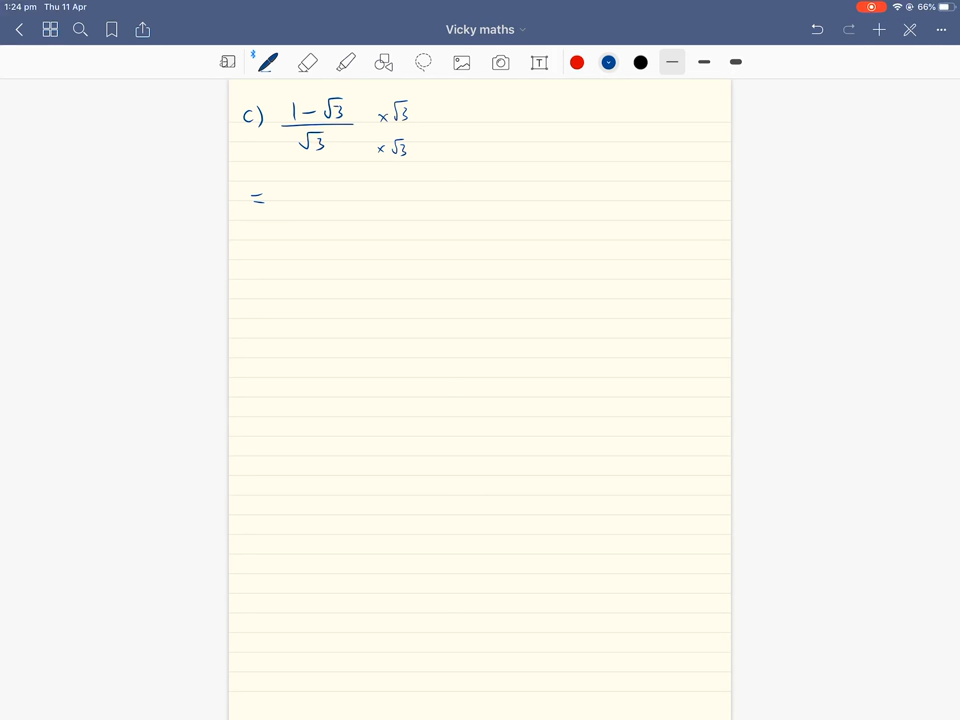 1:24 pm Thu 11 Apr 66%
Vicky maths
T
c) 1 - √3 × √3
√3 × √3
=